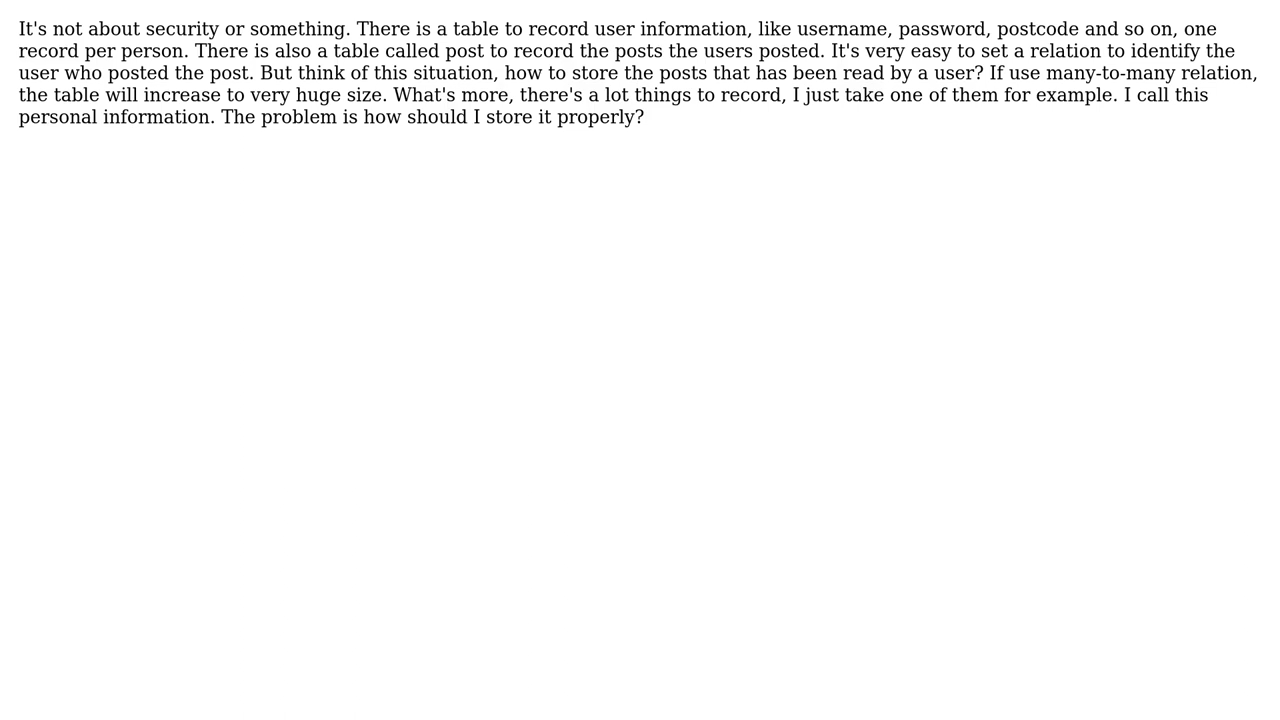 It's not about security or something. There is a table to record user information, like username, password, postcode and so on, one
record per person. There is also a table called post to record the posts the users posted. It's very easy to set a relation to identify the
user who posted the post. But think of this situation, how to store the posts that has been read by a user? If use many-to-many relation,
the table will increase to very huge size. What's more, there's a lot things to record, I just take one of them for example. I call this
personal information. The problem is how should I store it properly?